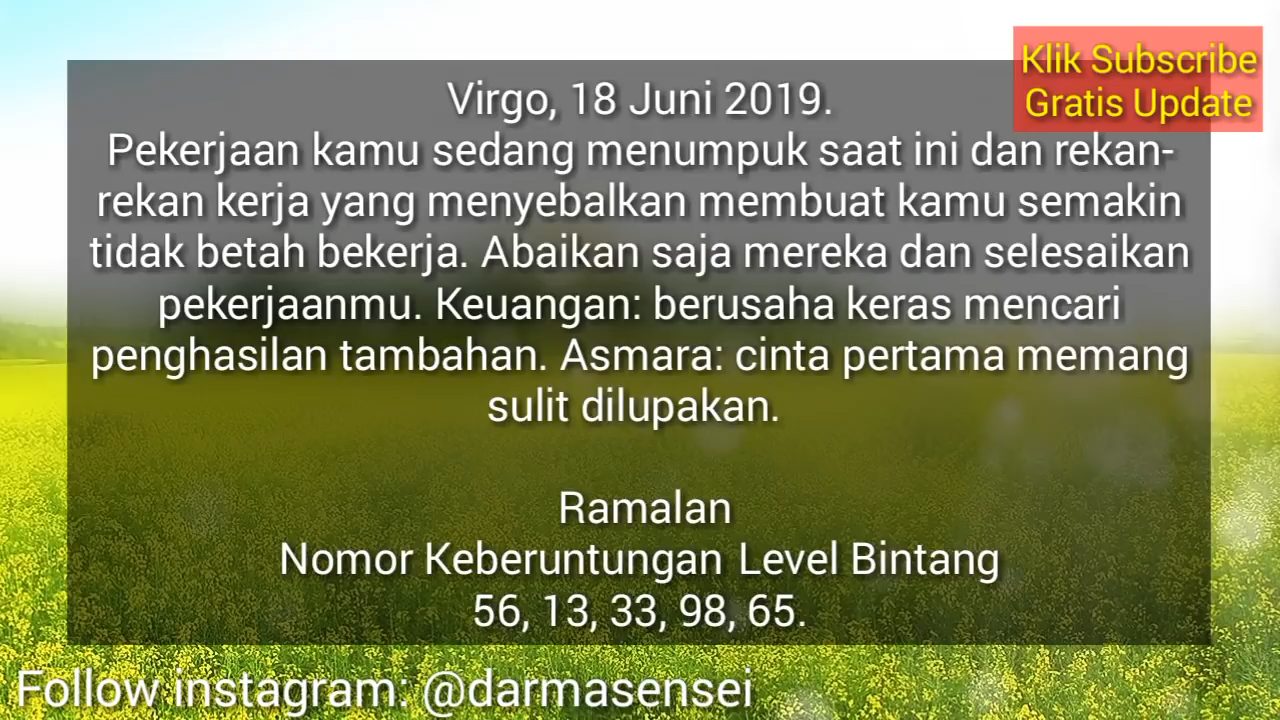 Klik Subscribe
Gratis Update
Virgo, 18 Juni 2019.
Pekerjaan kamu sedang menumpuk saat ini dan rekan-
rekan kerja yang menyebalkan membuat kamu semakin
tidak betah bekerja. Abaikan saja mereka dan selesaikan
pekerjaanmu. Keuangan: berusaha keras mencari
penghasilan tambahan. Asmara: cinta pertama memang
sulit dilupakan.
Ramalan
Nomor Keberuntungan Level Bintang
56, 13, 33, 98, 65.
Follow instagram: @darmasensei